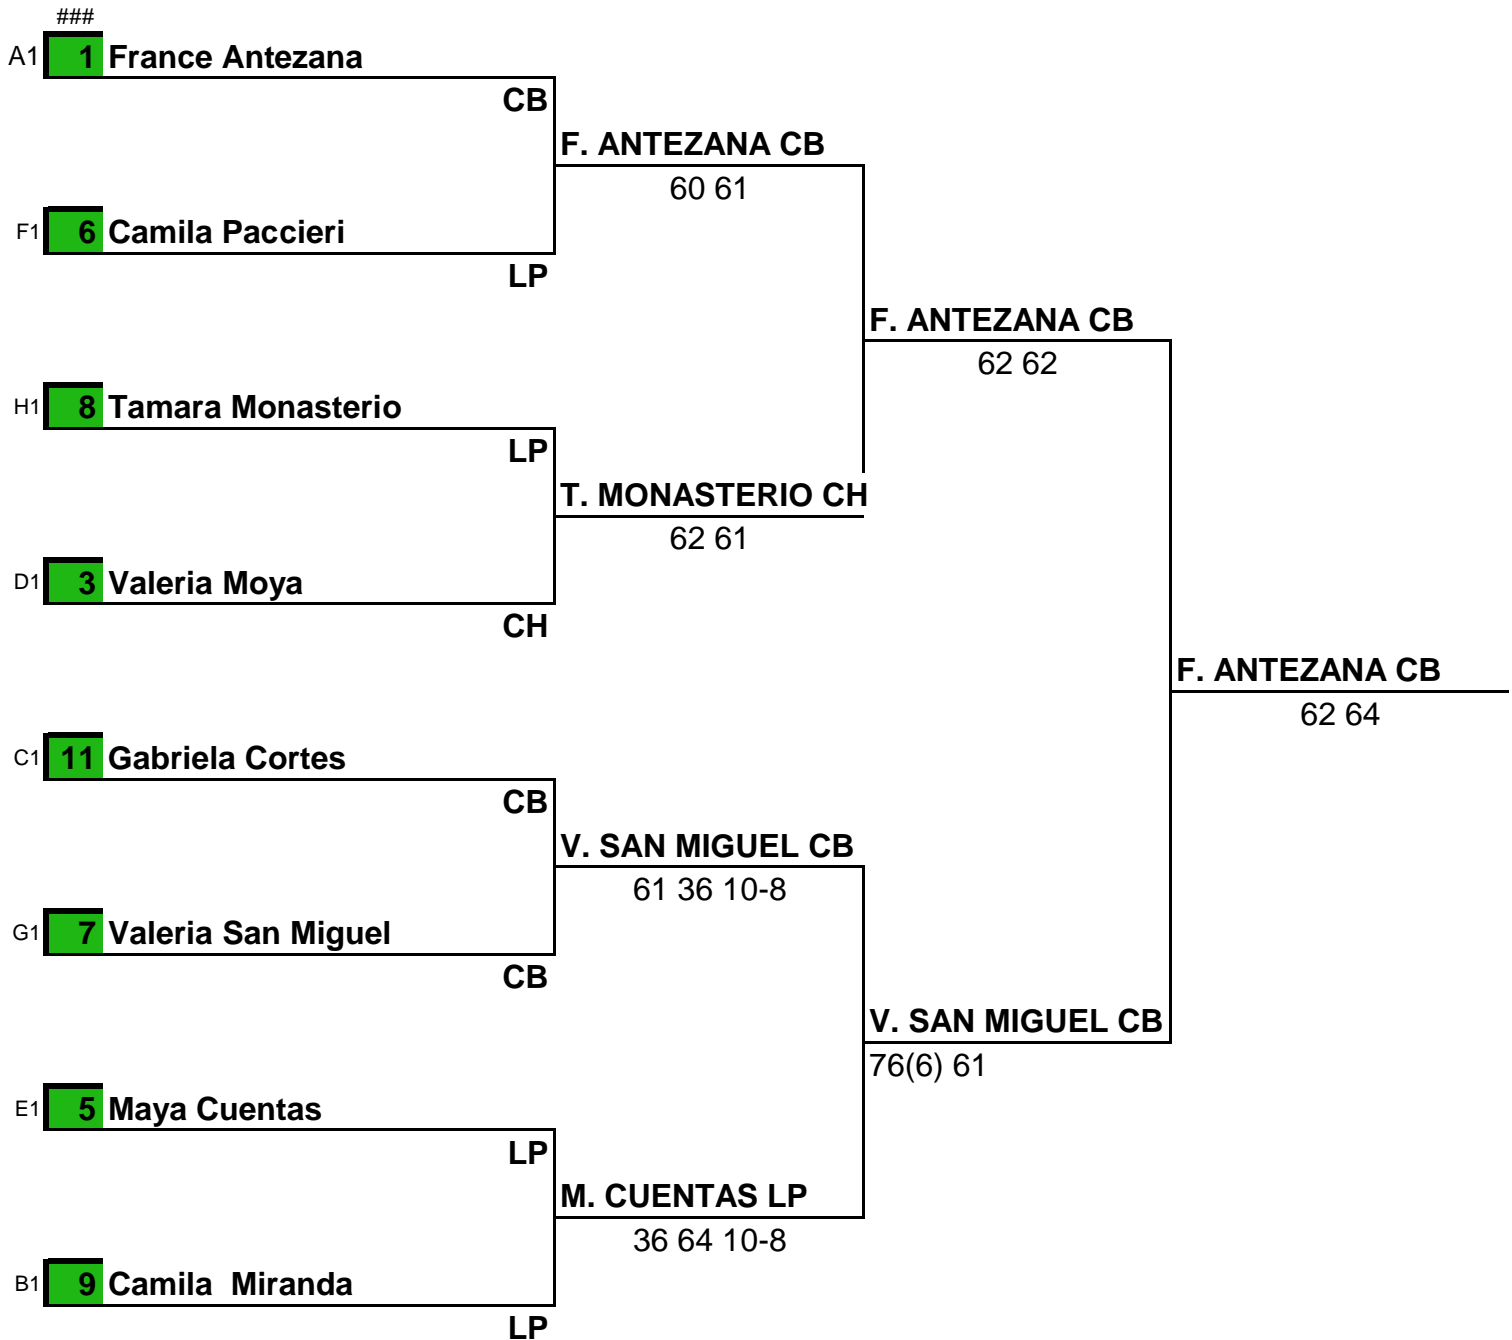 ###
A1 1 France Antezana
CB
F. ANTEZANA CB
60 61
F1 6 Camila Paccieri
LP
F. ANTEZANA CB
62 62
H1 8 Tamara Monasterio
LP
T. MONASTERIO CH
62 61
D1 3 Valeria Moya
CH
F. ANTEZANA CB
62 64
C1 11 Gabriela Cortes
CB
V. SAN MIGUEL CB
61 36 10-8
G1 7 Valeria San Miguel
CB
V. SAN MIGUEL CB
76(6) 61
E1 5 Maya Cuentas
LP
M. CUENTAS LP
36 64 10-8
B1 9 Camila  Miranda
LP